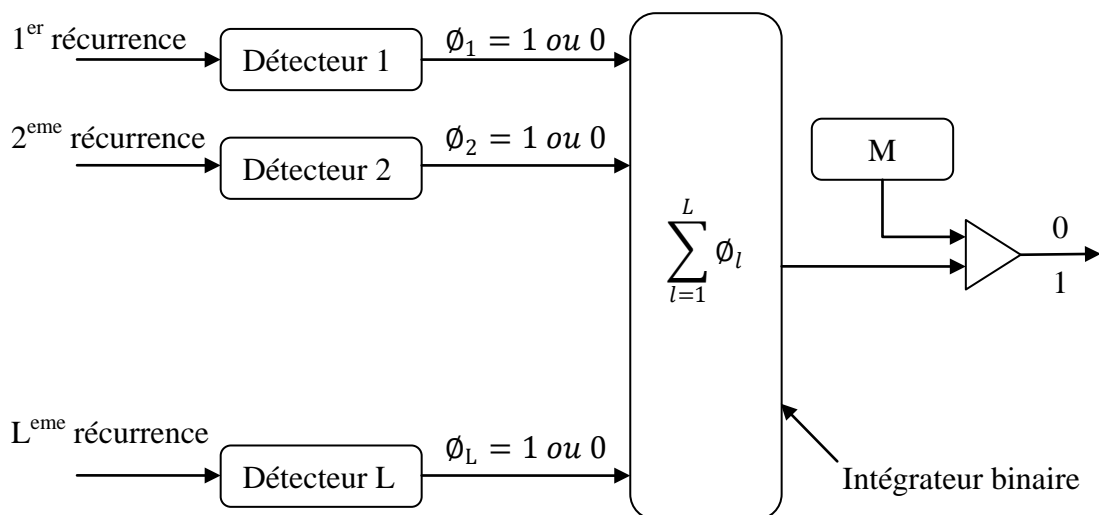 1er récurrence
Détecteur 1
∅1 = 1 ou 0
2eme récurrence
Détecteur 2
∅2 = 1 ou 0
M
L
∑ ∅l
l=1
0
1
Leme récurrence
Détecteur L
∅L = 1 ou 0
Intégrateur binaire